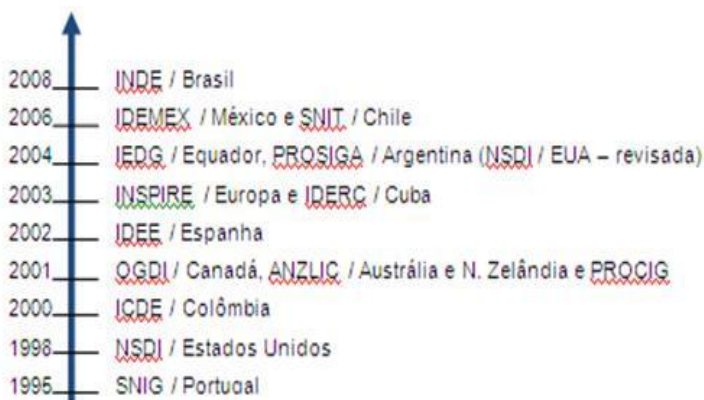 2008 INDE / Brasil
2006 IDEMEX / México e SNIT / Chile
2004 IEDG / Equador, PROSIGA / Argentina (NSDI / EUA – revisada)
2003 INSPIRE / Europa e IDERC / Cuba
2002 IDEE / Espanha
2001 OGDI / Canadá, ANZLIC / Austrália e N. Zelândia e PROCIG
2000 ICDE / Colômbia
1998 NSDI / Estados Unidos
1995 SNIG / Portugal